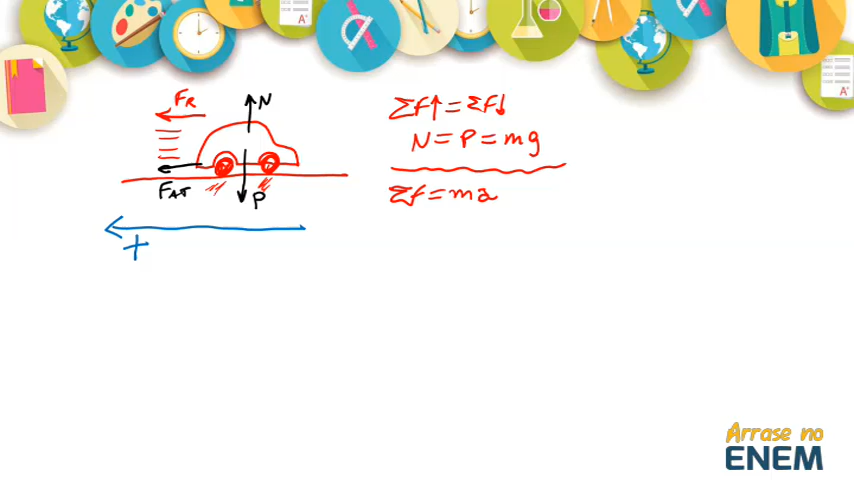 A+
A+
FR
N
ΣF↑ = ΣF↓
N = P = mg
FAT
P
Σf = ma
+
Arrase no
ENEM